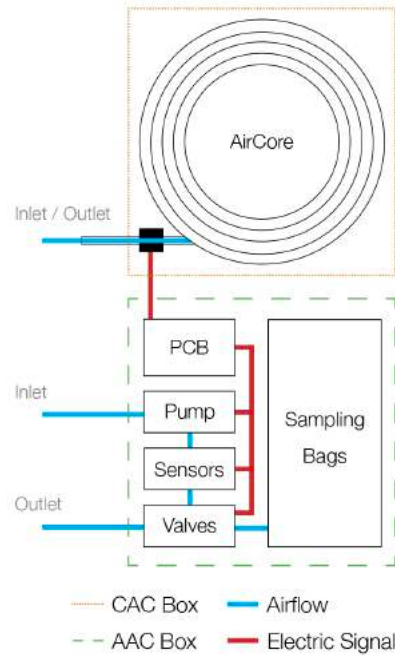 AirCore
Inlet / Outlet
PCB
Inlet
Pump
Sampling
Bags
Sensors
Outlet
Valves
CAC Box
Airflow
AAC Box
Electric Signal